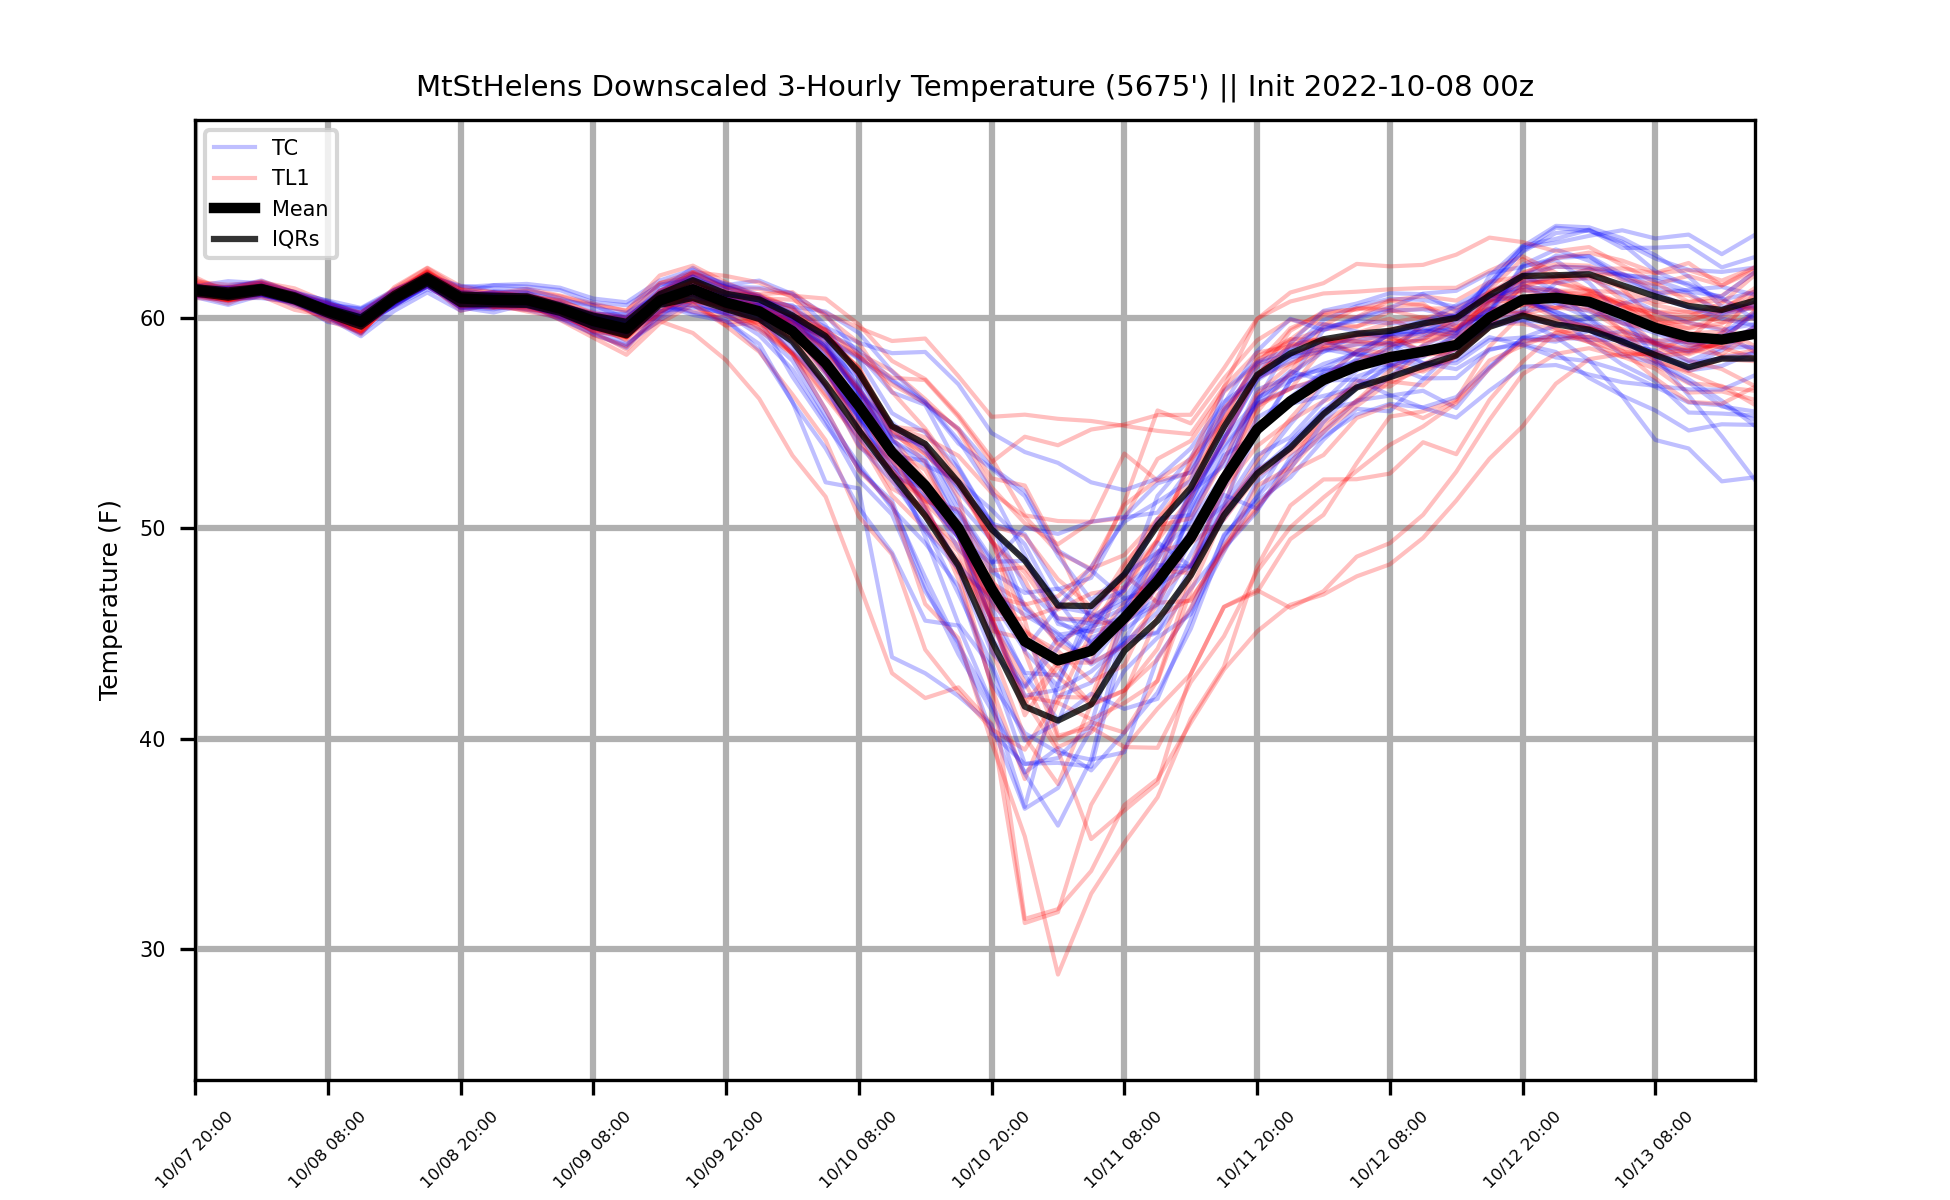 MtStHelens Downscaled 3-Hourly Temperature (5675') || Init 2022-10-08 00z
TC
TL1
Mean
IQRs
Temperature (F)
60
50
40
30
10/07 20:00
10/08 08:00
10/08 20:00
10/09 08:00
10/09 20:00
10/10 08:00
10/10 20:00
10/11 08:00
10/11 20:00
10/12 08:00
10/12 20:00
10/13 08:00